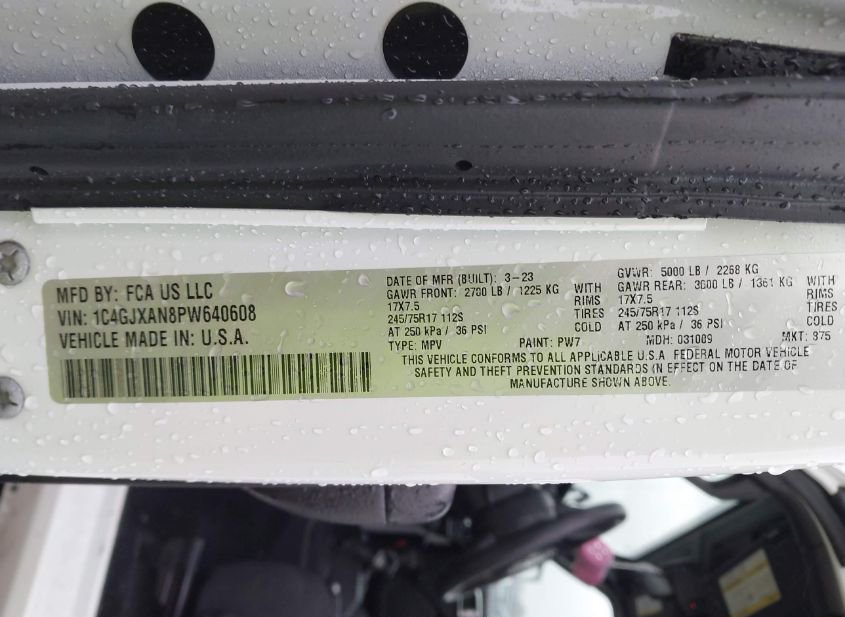 MFD BY: FCA US LLC
VIN: 1C4GJXAN8PW640608
VEHICLE MADE IN: U.S.A.
DATE OF MFR (BUILT): 3-23
GAWR FRONT: 2700 LB / 1225 KG WITH
17X7.5 RIMS
245/75R17 112S TIRES
AT 250 kPa / 36 PSI COLD
TYPE: MPV PAINT: PW7
GVWR: 5000 LB / 2268 KG
GAWR REAR: 3000 LB / 1361 KG WITH
17X7.5 RIMS
245/75R17 112S TIRES
AT 250 kPa / 36 PSI COLD
MDH: 031009 MKT: 875
THIS VEHICLE CONFORMS TO ALL APPLICABLE U.S.A. FEDERAL MOTOR VEHICLE
SAFETY AND THEFT PREVENTION STANDARDS IN EFFECT ON THE DATE OF
MANUFACTURE SHOWN ABOVE.